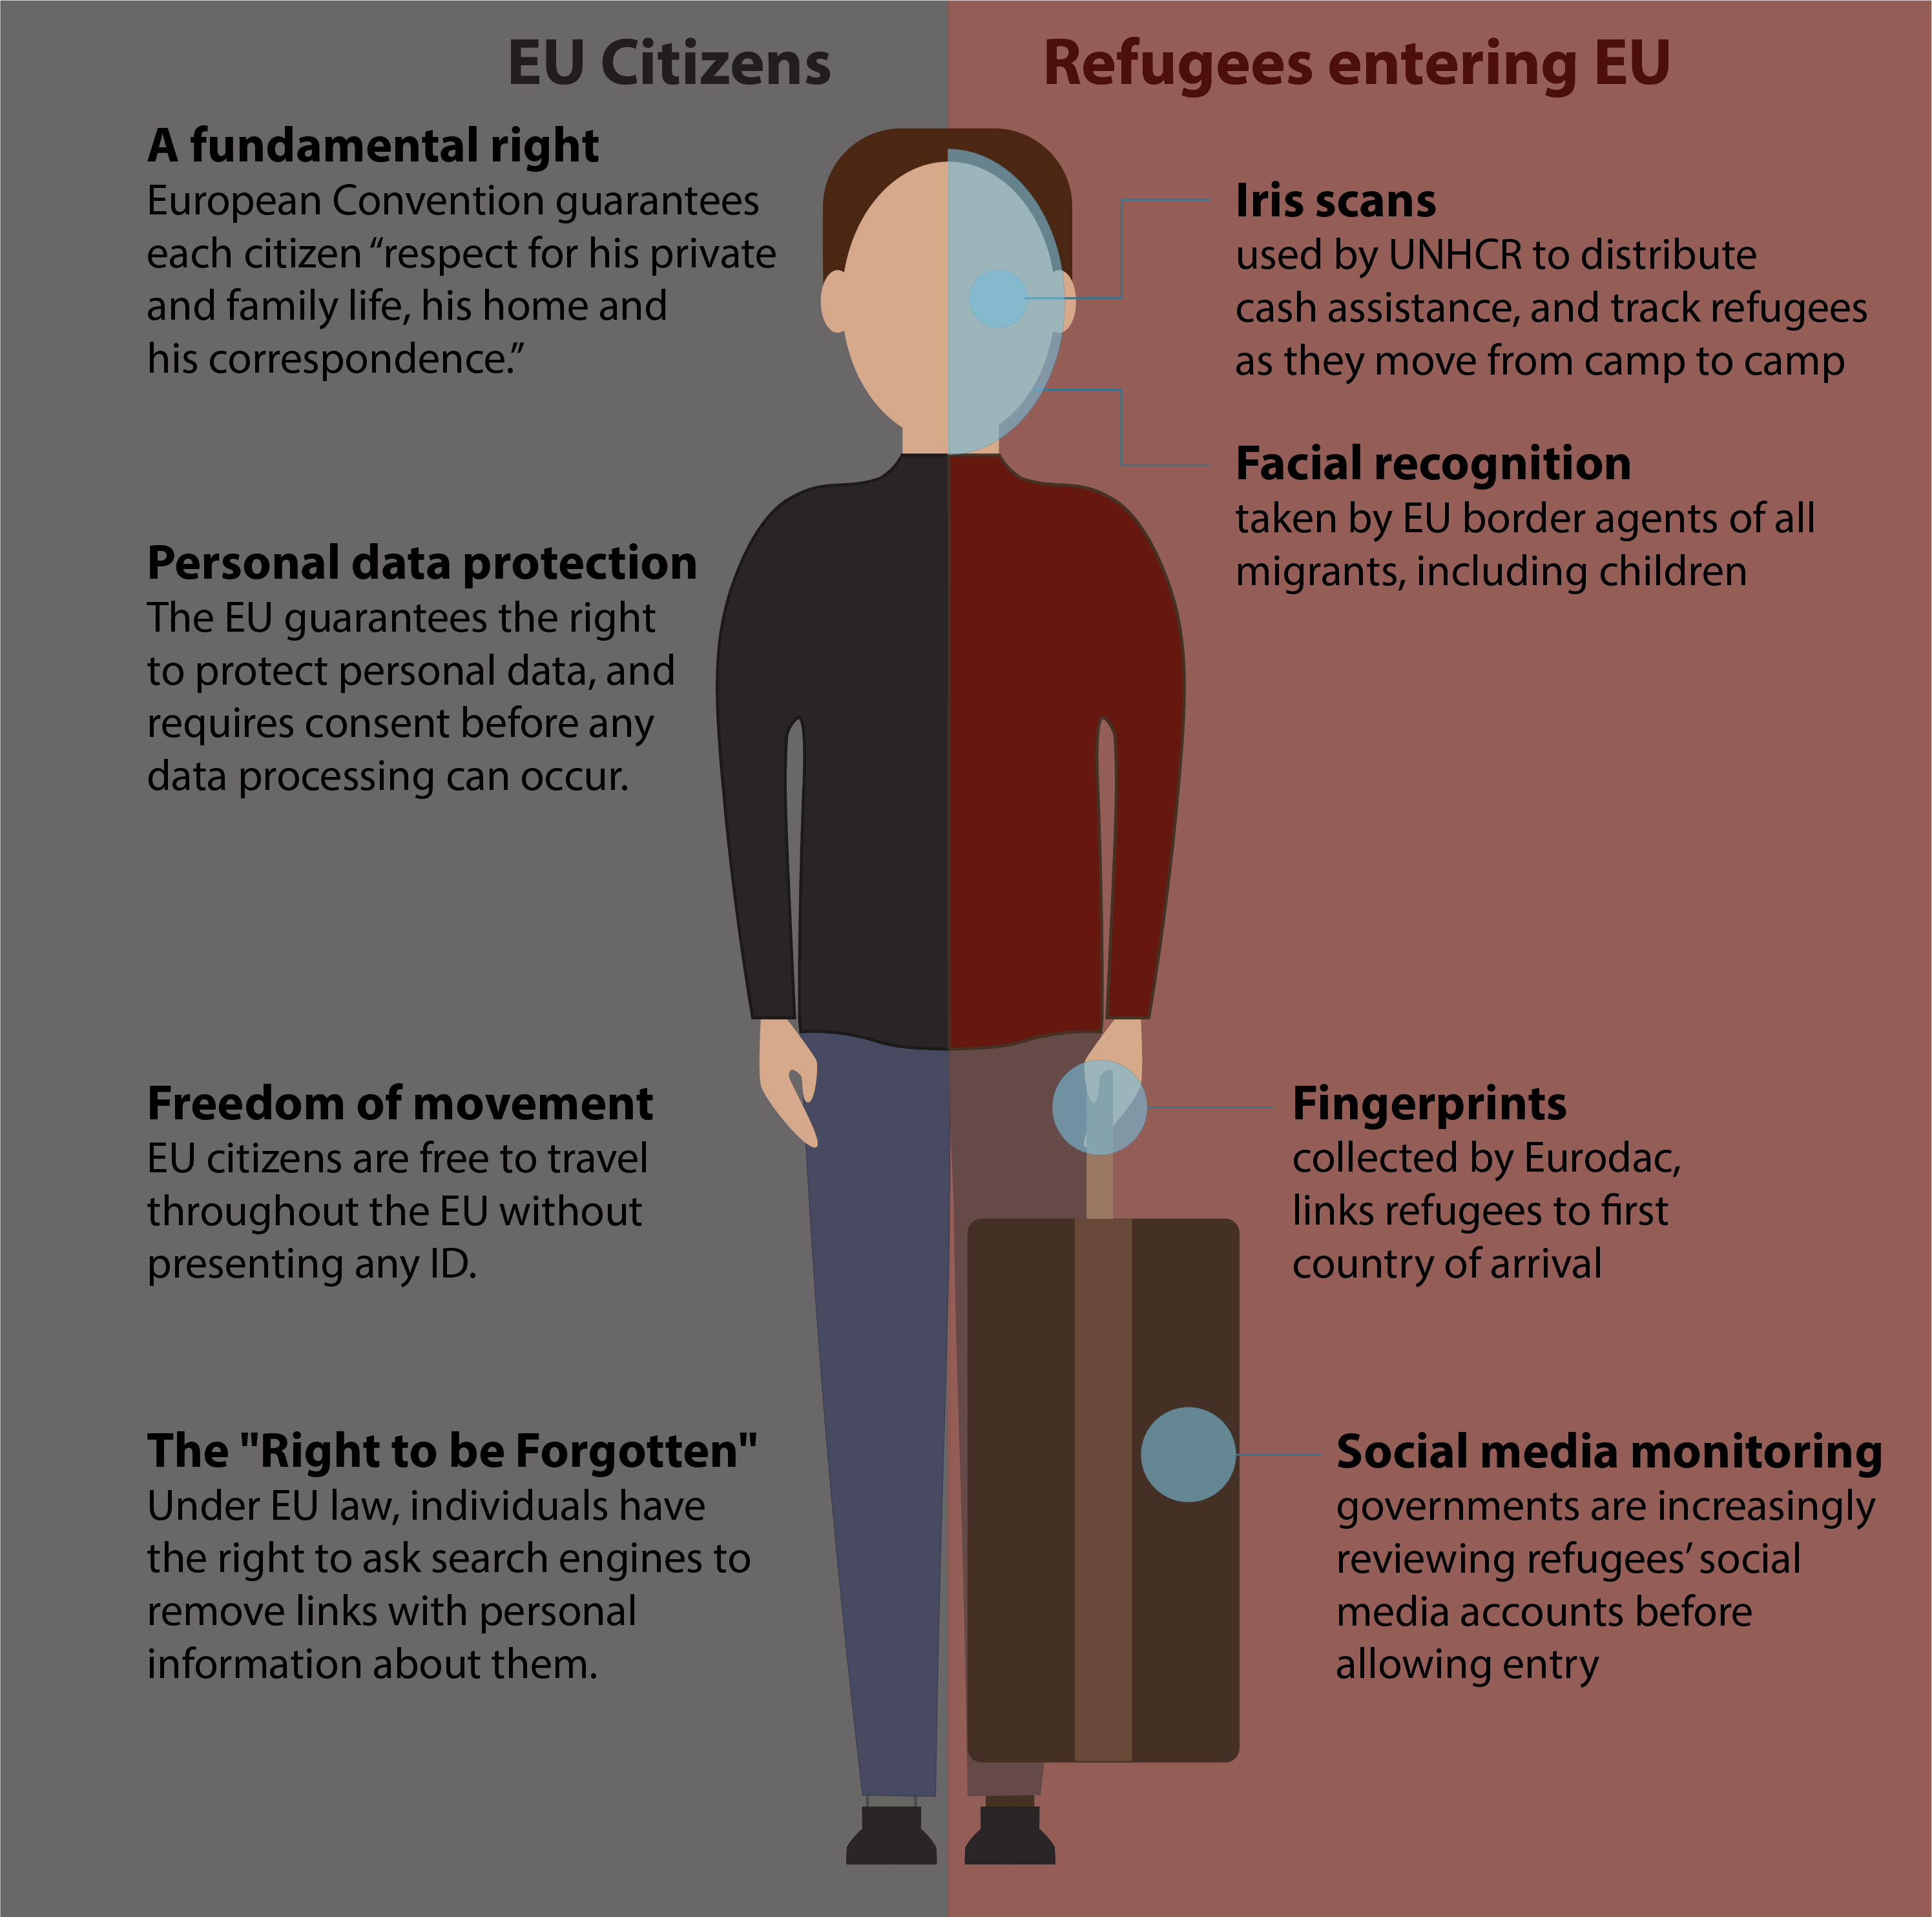 EU Citizens
A fundamental right
European Convention guarantees
each citizen “respect for his private
and family life, his home and
his correspondence.”
Personal data protection
The EU guarantees the right
to protect personal data, and
requires consent before any
data processing can occur.
Freedom of movement
EU citizens are free to travel
throughout the EU without
presenting any ID.
The "Right to be Forgotten"
Under EU law, individuals have
the right to ask search engines to
remove links with personal
information about them.
Refugees entering EU
Iris scans
used by UNHCR to distribute
cash assistance, and track refugees
as they move from camp to camp
Facial recognition
taken by EU border agents of all
migrants, including children
Fingerprints
collected by Eurodac,
links refugees to first
country of arrival
Social media monitoring
governments are increasingly
reviewing refugees’ social
media accounts before
allowing entry